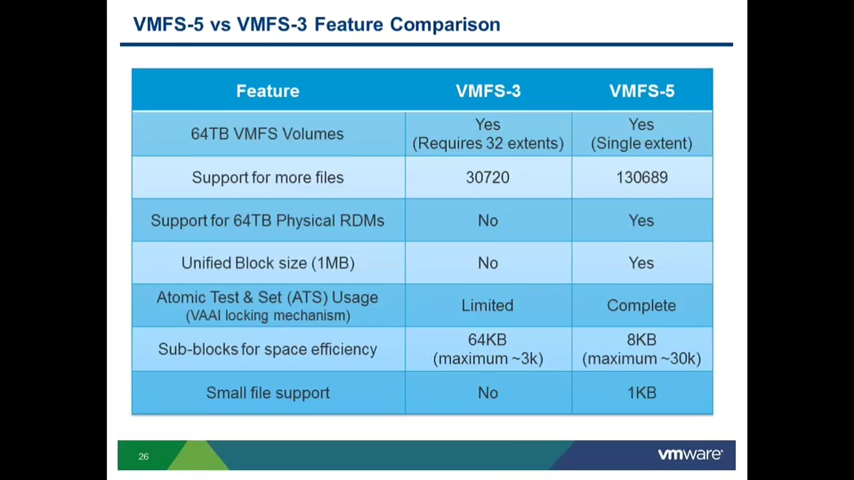 VMFS-5 vs VMFS-3 Feature Comparison
Feature VMFS-3 VMFS-5
64TB VMFS Volumes Yes (Requires 32 extents) Yes (Single extent)
Support for more files 30720 130689
Support for 64TB Physical RDMs No Yes
Unified Block size (1MB) No Yes
Atomic Test & Set (ATS) Usage (VAAI locking mechanism) Limited Complete
Sub-blocks for space efficiency 64KB (maximum ~3k) 8KB (maximum ~30k)
Small file support No 1KB
26
vmware®